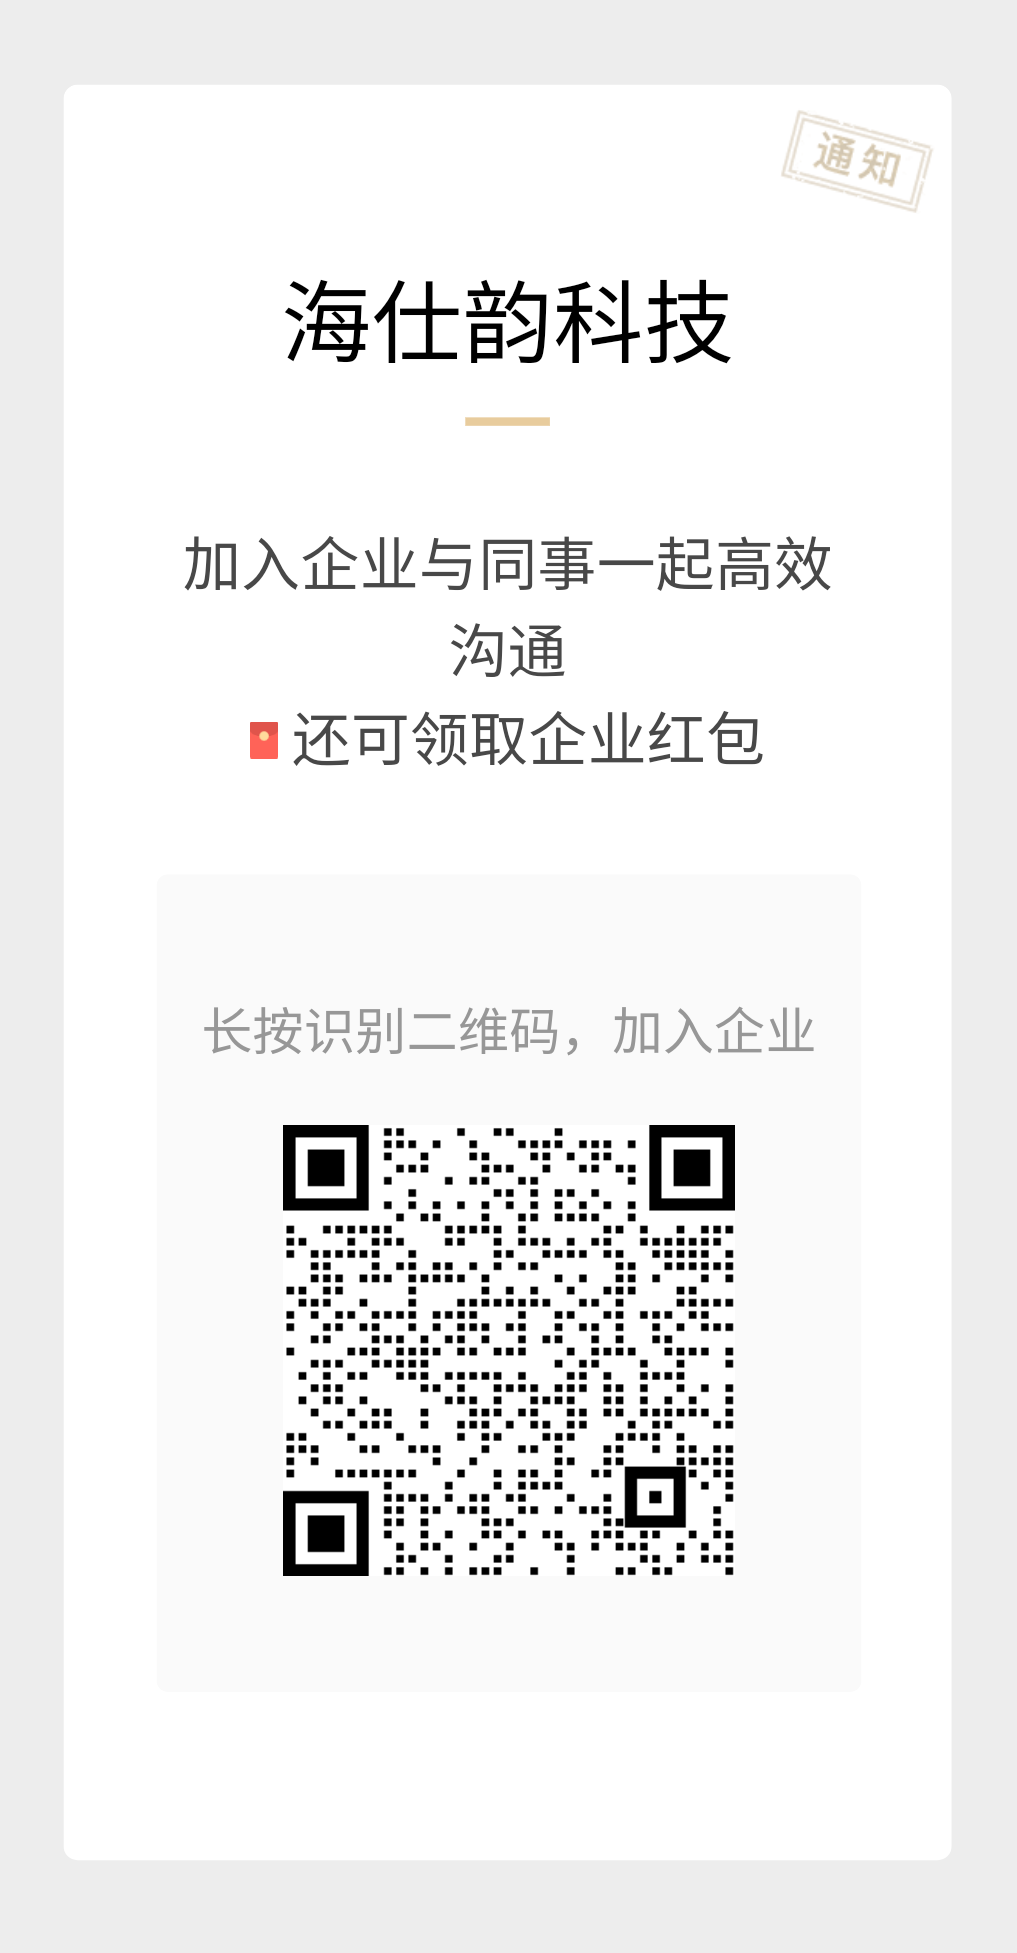 通知
海仕韵科技
加入企业与同事一起高效
沟通
还可领取企业红包
长按识别二维码，加入企业